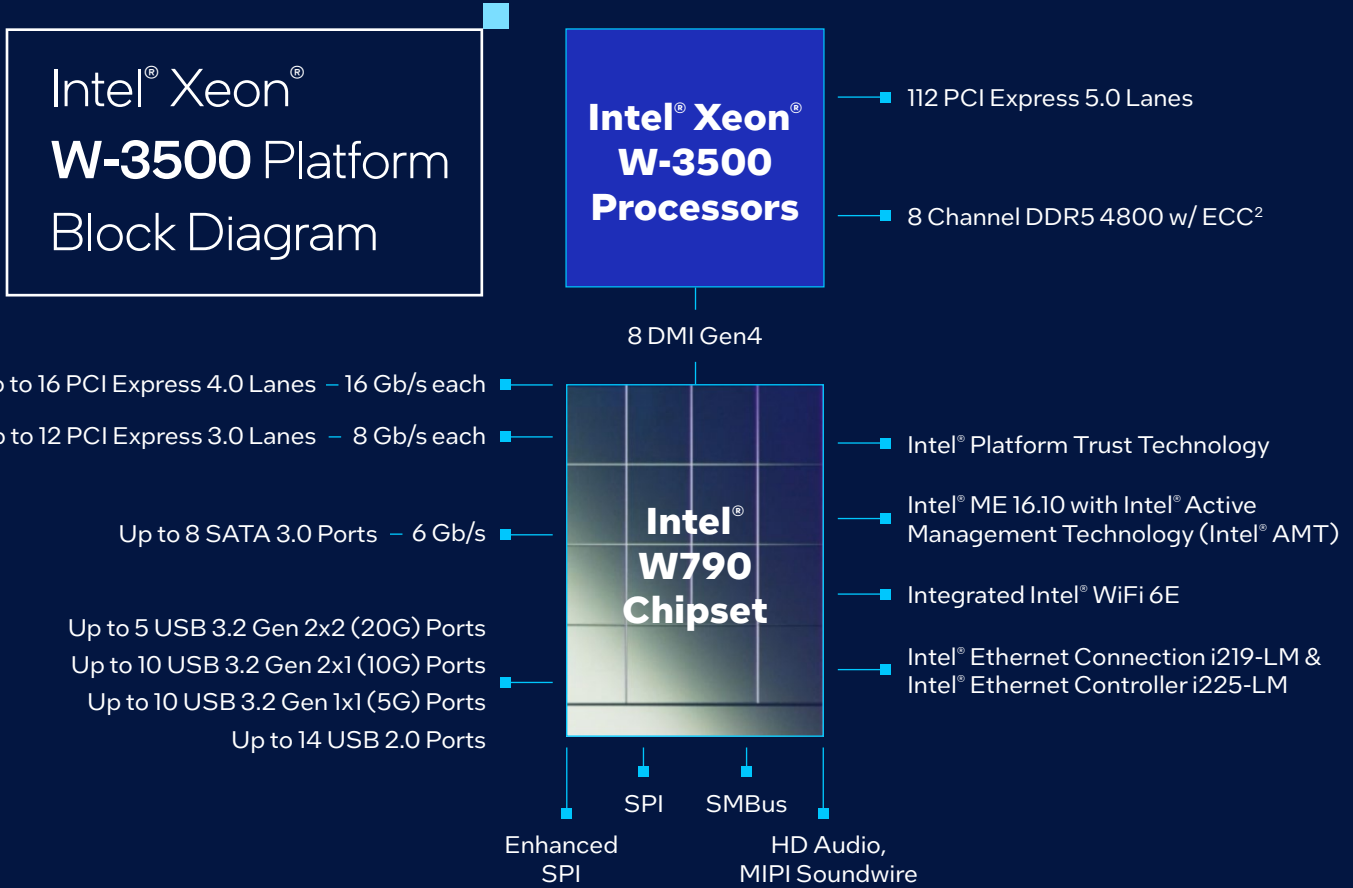 Intel® Xeon®
W-3500 Platform
Block Diagram
Intel® Xeon®
W-3500
Processors
112 PCI Express 5.0 Lanes
8 Channel DDR5 4800 w/ ECC²
8 DMI Gen4
to 16 PCI Express 4.0 Lanes – 16 Gb/s each
to 12 PCI Express 3.0 Lanes – 8 Gb/s each
Up to 8 SATA 3.0 Ports – 6 Gb/s
Up to 5 USB 3.2 Gen 2x2 (20G) Ports
Up to 10 USB 3.2 Gen 2x1 (10G) Ports
Up to 10 USB 3.2 Gen 1x1 (5G) Ports
Up to 14 USB 2.0 Ports
Intel®
W790
Chipset
Intel® Platform Trust Technology
Intel® ME 16.10 with Intel® Active
Management Technology (Intel® AMT)
Integrated Intel® WiFi 6E
Intel® Ethernet Connection i219-LM &
Intel® Ethernet Controller i225-LM
SPI
SMBus
Enhanced
SPI
HD Audio,
MIPI Soundwire